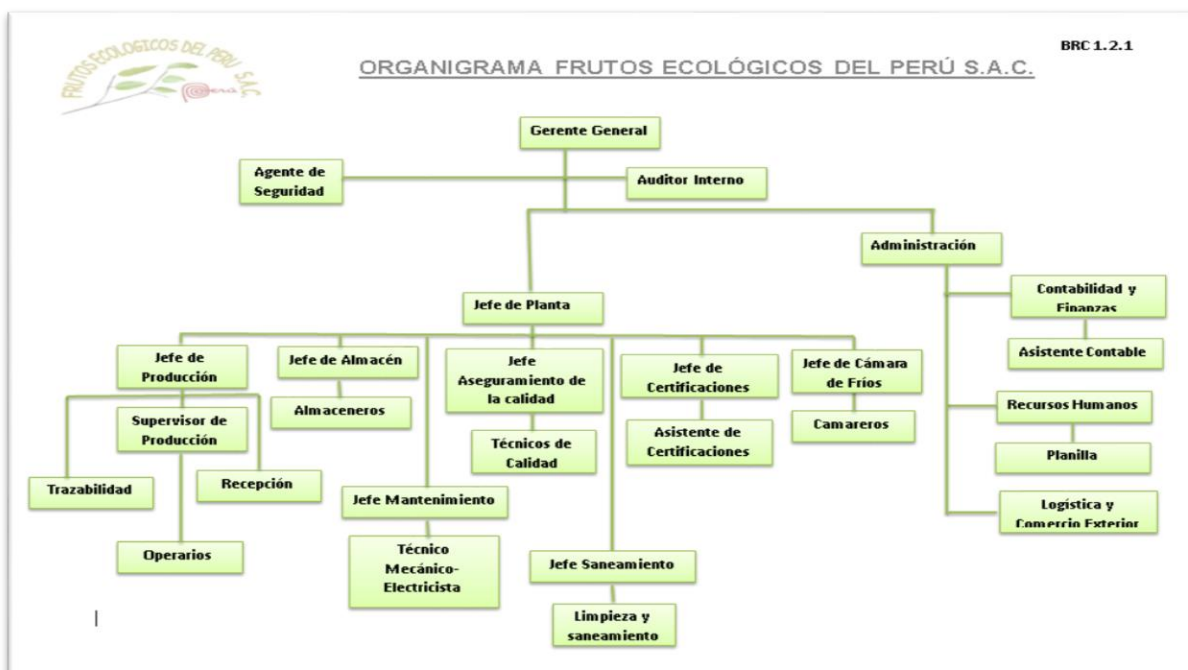 FRUTOS ECOLOGICOS DEL PERU S.A.C.
BRC 1.2.1
ORGANIGRAMA FRUTOS ECOLÓGICOS DEL PERÚ S.A.C.
Gerente General
Agente de
Seguridad
Auditor Interno
Administración
Contabilidad y
Finanzas
Jefe de Planta
Asistente Contable
Jefe de
Producción
Jefe de Almacén
Jefe
Aseguramiento de
la calidad
Jefe de
Certificaciones
Jefe de Cámara
de Fríos
Recursos Humanos
Supervisor de
Producción
Almaceneros
Técnicos de
Calidad
Asistente de
Certificaciones
Camareros
Planilla
Trazabilidad
Recepción
Jefe Mantenimiento
Logística y
Comercio Exterior
Operarios
Técnico
Mecánico-
Electricista
Jefe Saneamiento
Limpieza y
saneamiento